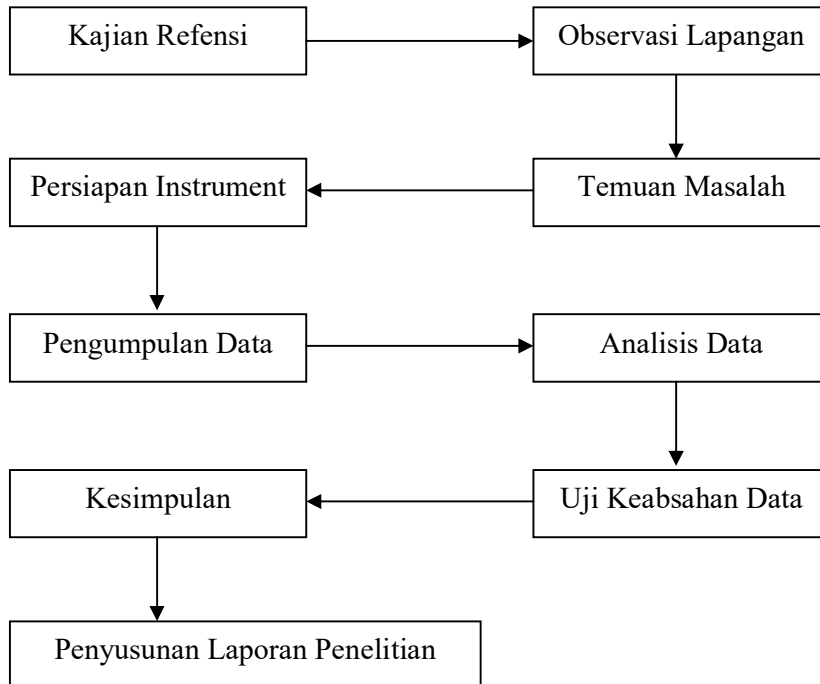 Kajian Refensi
Observasi Lapangan
Temuan Masalah
Persiapan Instrument
Pengumpulan Data
Analisis Data
Uji Keabsahan Data
Kesimpulan
Penyusunan Laporan Penelitian